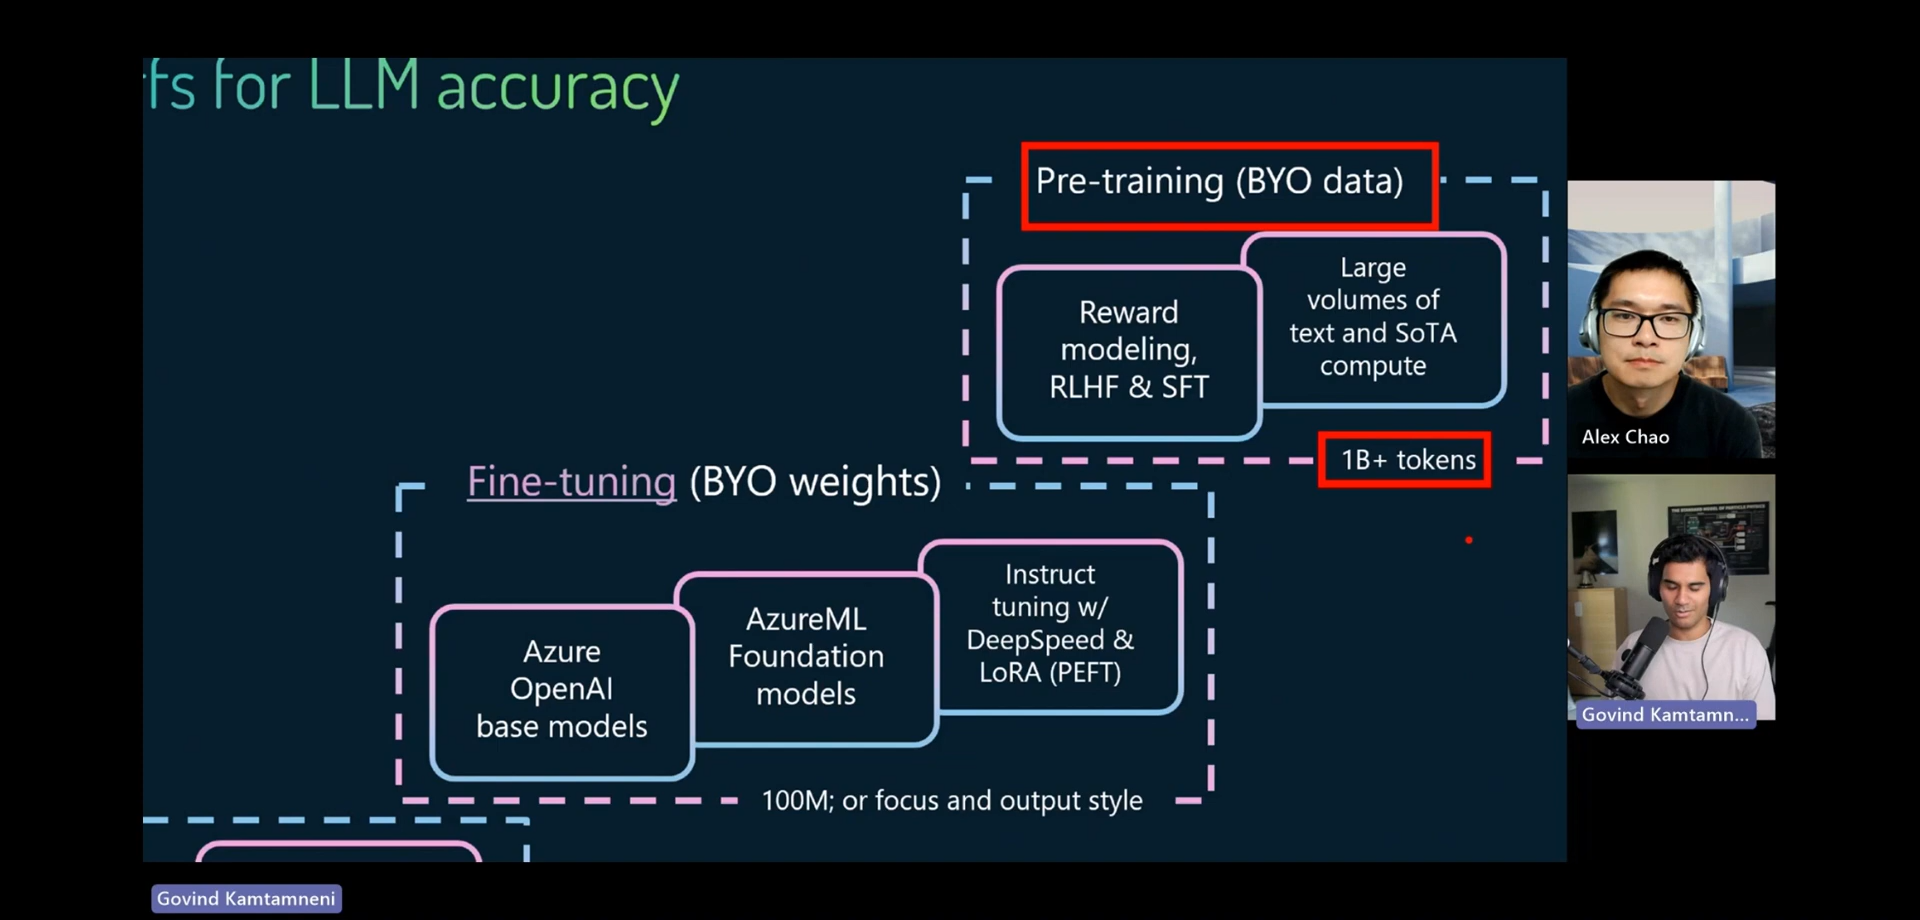 rfs for LLM accuracy
Pre-training (BYO data)
Reward
modeling,
RLHF & SFT
Large
volumes of
text and SoTA
compute
1B+ tokens
Fine-tuning (BYO weights)
Azure
OpenAI
base models
AzureML
Foundation
models
Instruct
tuning w/
DeepSpeed &
LoRA (PEFT)
100M; or focus and output style
Alex Chao
Govind Kamtamn...
Govind Kamtamneni